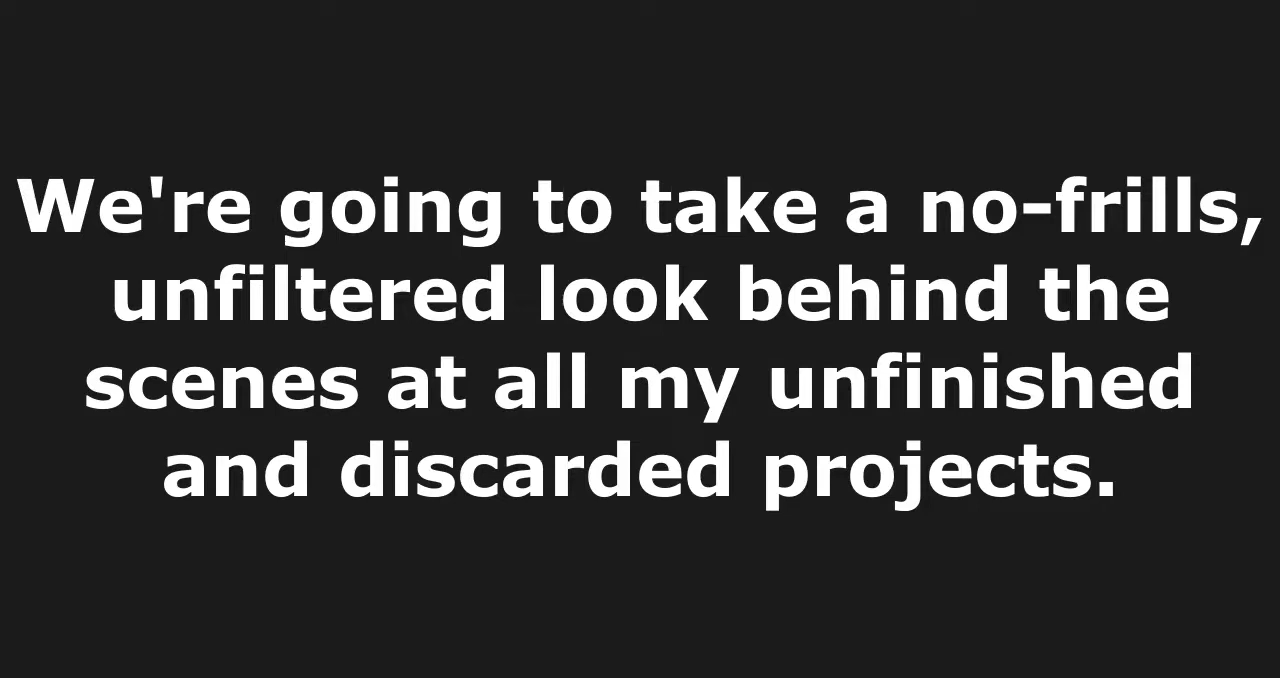 We're going to take a no-frills,
unfiltered look behind the
scenes at all my unfinished
and discarded projects.